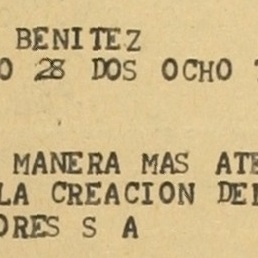 BENITEZ
O 28 DOS OCHO
MANERA MAS ATE
LA CREACION DE
ORES S A